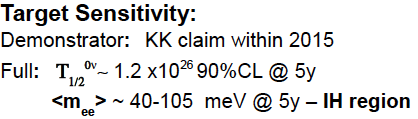 Target Sensitivity:
Demonstrator: KK claim within 2015
Full: T₁/₂⁰ᵛ~ 1.2 x10²⁶ 90%CL @ 5y
<mₑₑ> ~ 40-105 meV @ 5y – IH region